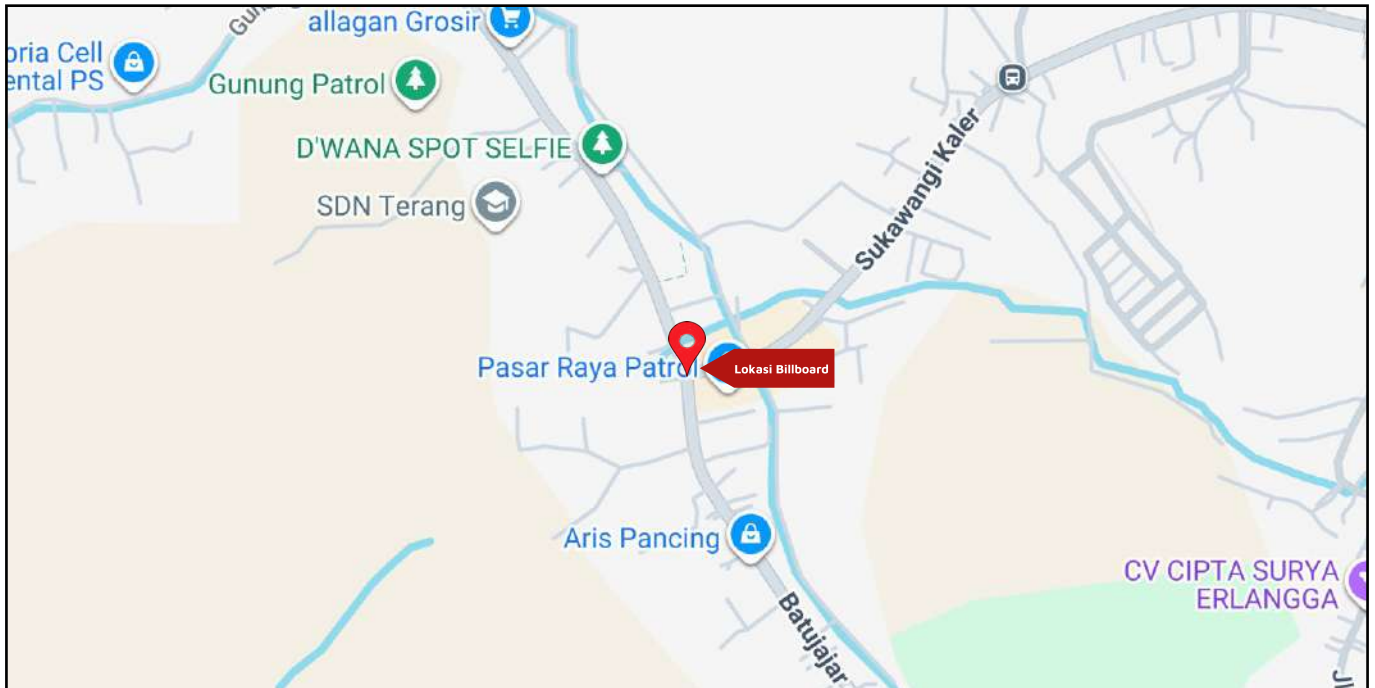 allagan Grosir
oria Cell
ental PS
Gunung Patrol
D'WANA SPOT SELFIE
SDN Terang
Sukawangi Kaler
Pasar Raya Patrol
Lokasi Billboard
Aris Pancing
CV CIPTA SURYA
ERLANGGA
Batujajar